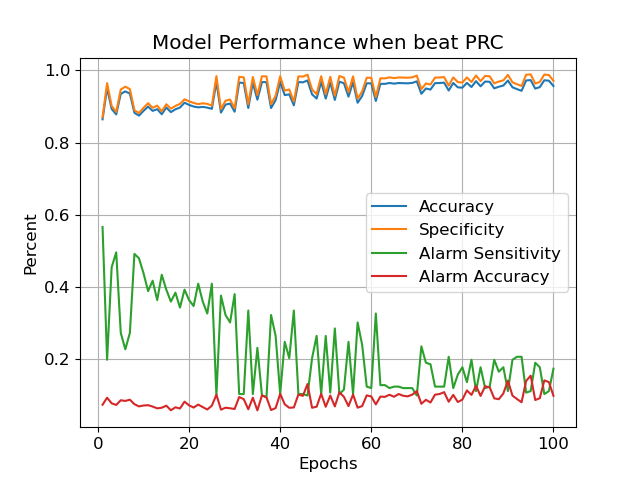 Model Performance when beat PRC
1.0
0.8
0.6
0.4
0.2
Percent
Accuracy
Specificity
Alarm Sensitivity
Alarm Accuracy
0 20 40 60 80 100
Epochs